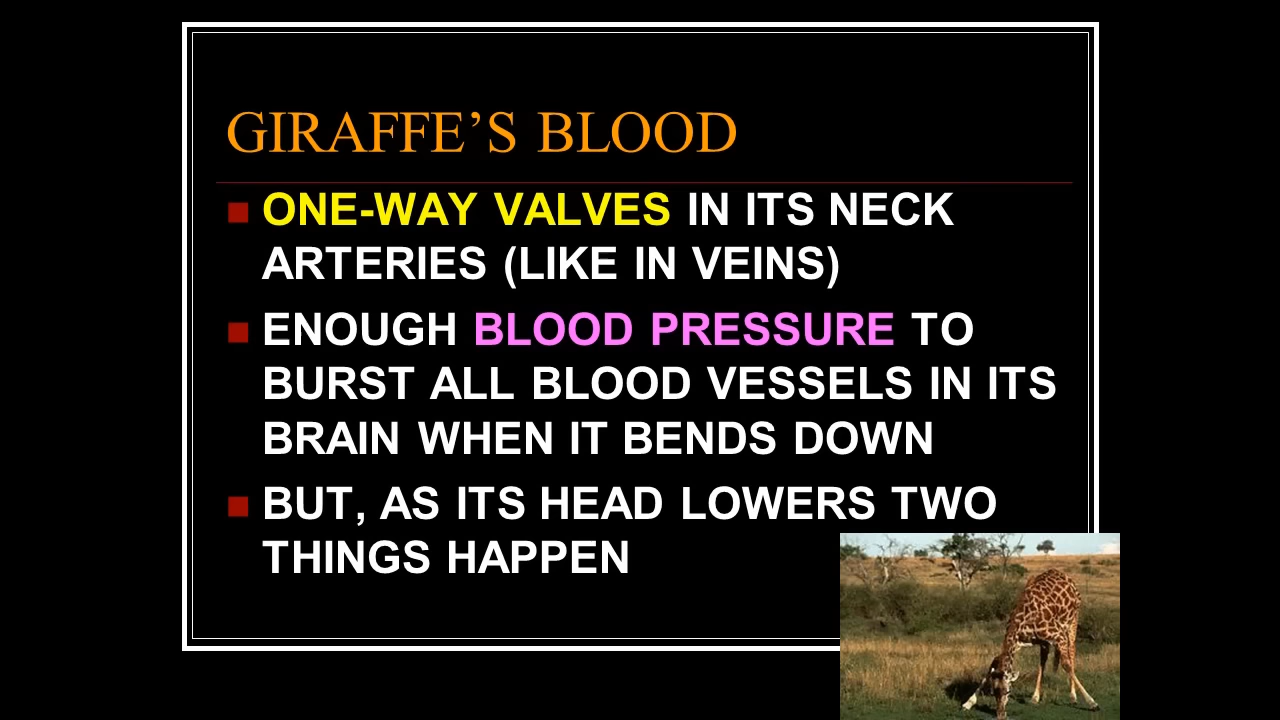 GIRAFFE’S BLOOD
ONE-WAY VALVES IN ITS NECK
ARTERIES (LIKE IN VEINS)
ENOUGH BLOOD PRESSURE TO
BURST ALL BLOOD VESSELS IN ITS
BRAIN WHEN IT BENDS DOWN
BUT, AS ITS HEAD LOWERS TWO
THINGS HAPPEN